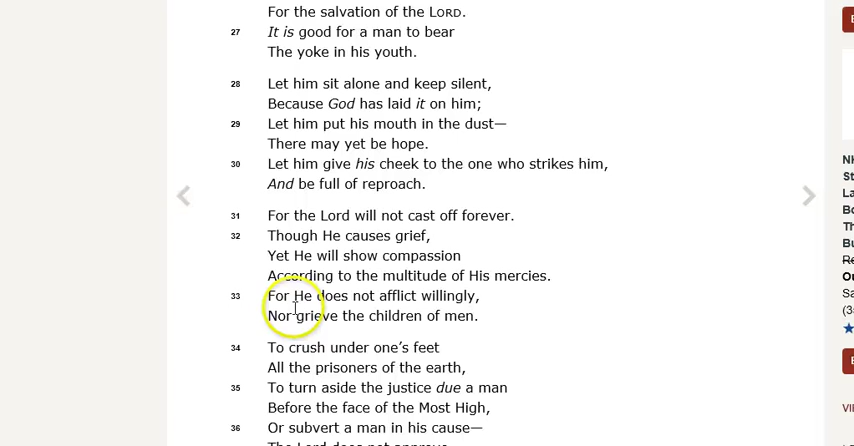 For the salvation of the LORD.
27 It is good for a man to bear
The yoke in his youth.
28 Let him sit alone and keep silent,
Because God has laid it on him;
29 Let him put his mouth in the dust—
There may yet be hope.
30 Let him give his cheek to the one who strikes him,
And be full of reproach.
31 For the Lord will not cast off forever.
32 Though He causes grief,
Yet He will show compassion
According to the multitude of His mercies.
33 For He does not afflict willingly,
Nor grieve the children of men.
34 To crush under one’s feet
All the prisoners of the earth,
35 To turn aside the justice due a man
Before the face of the Most High,
36 Or subvert a man in his cause—